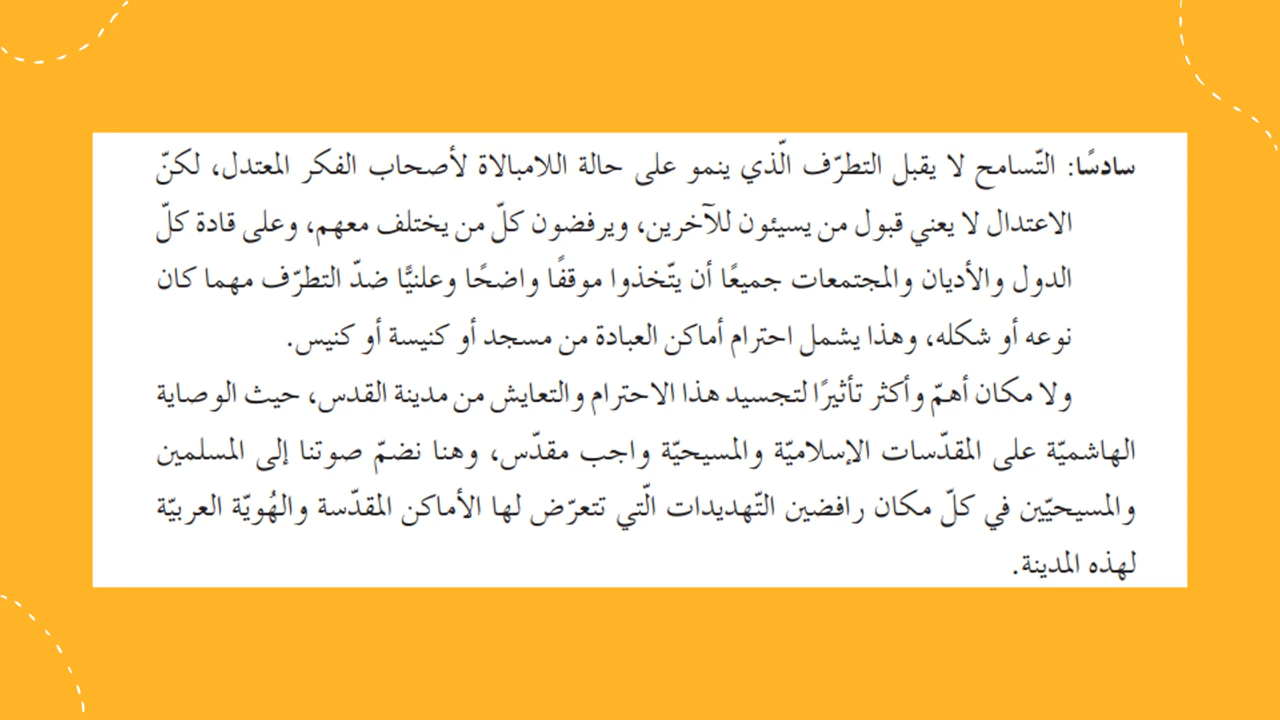 سادسًا: التّسامح لا يقبل التطرّف الّذي ينمو على حالة اللامبالاة لأصحاب الفكر المعتدل، لكنّ
الاعتدال لا يعني قبول من يسيئون للآخرين، ويرفضون كلّ من يختلف معهم، وعلى قادة كلّ
الدول والأديان والمجتمعات جميعًا أن يتّخذوا موقفًا واضحًا وعلنيًّا ضدّ التطرّف مهما كان
نوعه أو شكله، وهذا يشمل احترام أماكن العبادة من مسجد أو كنيسة أو كنيس.
ولا مكان أهمّ وأكثر تأثيرًا لتجسيد هذا الاحترام والتعايش من مدينة القدس، حيث الوصاية
الهاشميّة على المقدّسات الإسلاميّة والمسيحيّة واجب مقدّس، وهنا نضمّ صوتنا إلى المسلمين
والمسيحيّين في كلّ مكان رافضين التّهديدات الّتي تتعرّض لها الأماكن المقدّسة والهُويّة العربيّة
لهذه المدينة.